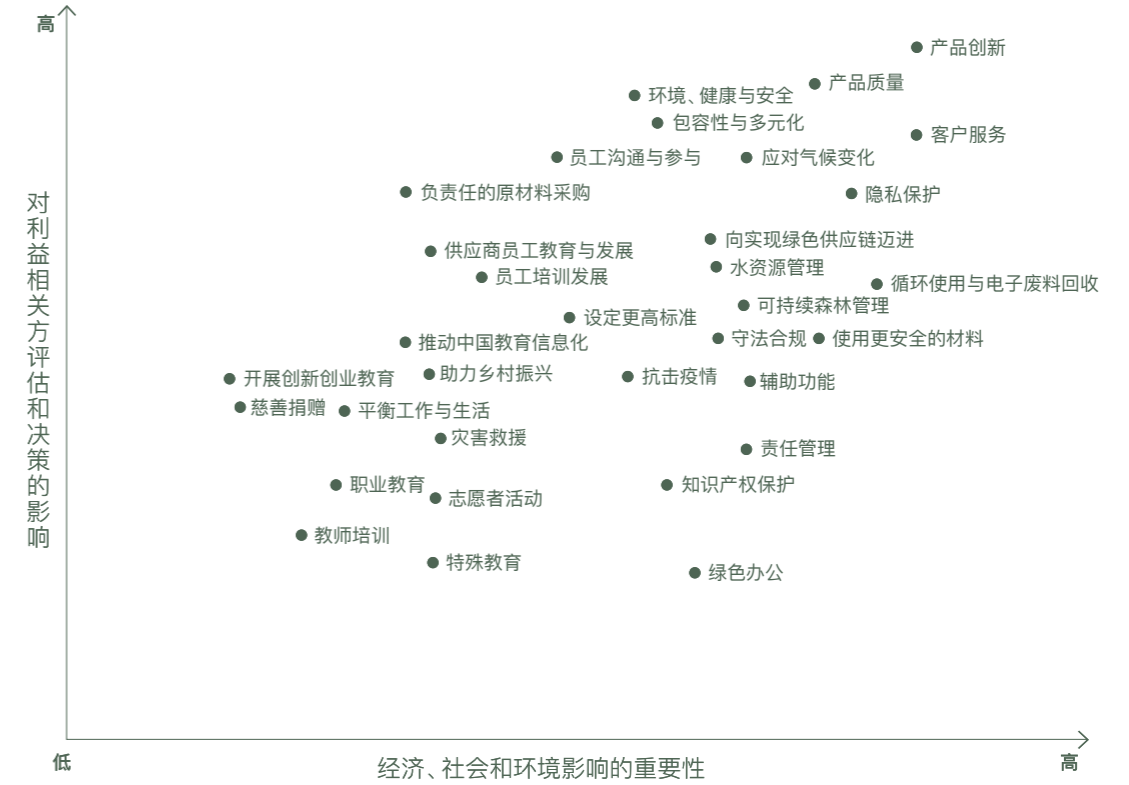 高
产品创新
产品质量
环境、健康与安全
包容性与多元化
客户服务
员工沟通与参与
应对气候变化
负责任的原材料采购
隐私保护
向实现绿色供应链迈进
供应商员工教育与发展
水资源管理
员工培训发展
循环使用与电子废料回收
可持续森林管理
设定更高标准
守法合规
使用更安全的材料
推动中国教育信息化
助力乡村振兴
抗击疫情
开展创新创业教育
辅助功能
慈善捐赠
平衡工作与生活
灾害救援
责任管理
职业教育
知识产权保护
志愿者活动
教师培训
特殊教育
绿色办公
对利益相关方评估和决策的影响
低
经济、社会和环境影响的重要性
高